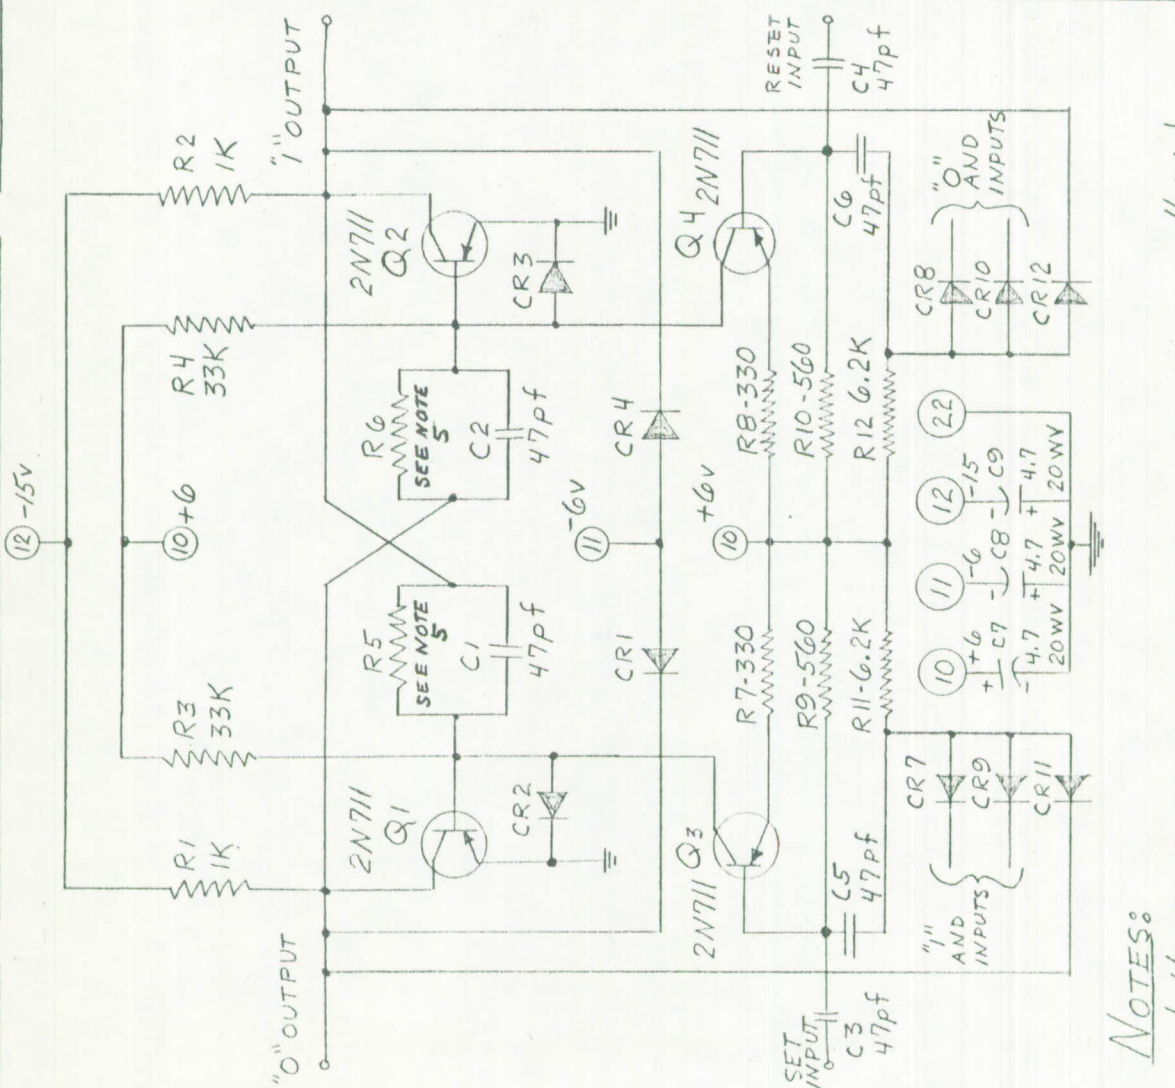 12 -15V
R1
1K
R3
33K
10 +6
R4
33K
R2
1K
"0" OUTPUT
"1" OUTPUT
2N711
Q1
R5
SEE NOTE
5
C1
47pf
R6
SEE NOTE
5
C2
47pf
2N711
Q2
CR2
CR3
11 -6V
CR1
CR4
2N711 Q3
10 +6V
Q4
2N711
R7-330
R8-330
SET
INPUT
C3
47pf
R9-560
R10-560
RESET
INPUT
C4
47pf
C5
47pf
R11-6.2K
R12 6.2K
C6
47pf
"1"
AND
INPUTS
CR7
CR9
CR11
10
+6
+ C7
- 4.7
20WV
11
-6
- C8
+ 4.7
20WV
12
-15
- C9
+ 4.7
20WV
22
CR8
CR10
CR12
"0"
AND
INPUTS
NOTES: